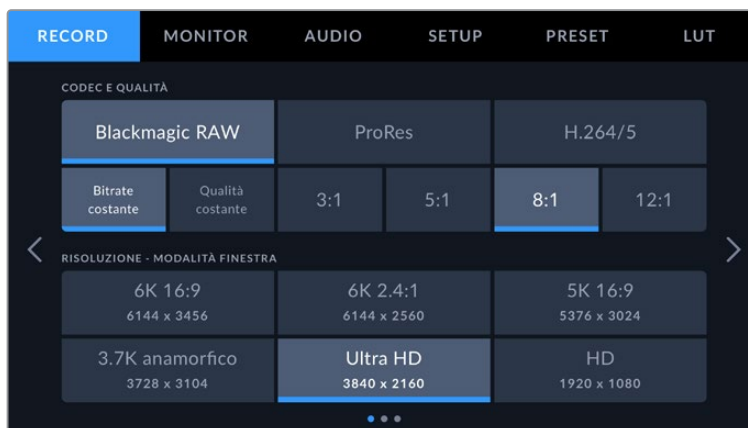 RECORD MONITOR AUDIO SETUP PRESET LUT
CODEC E QUALITÀ
Blackmagic RAW ProRes H.264/5
Bitrate costante Qualità costante 3:1 5:1 8:1 12:1
RISOLUZIONE - MODALITÀ FINESTRA
6K 16:9 6K 2.4:1 5K 16:9
6144 x 3456 6144 x 2560 5376 x 3024
3.7K anamorfico Ultra HD HD
3728 x 3104 3840 x 2160 1920 x 1080